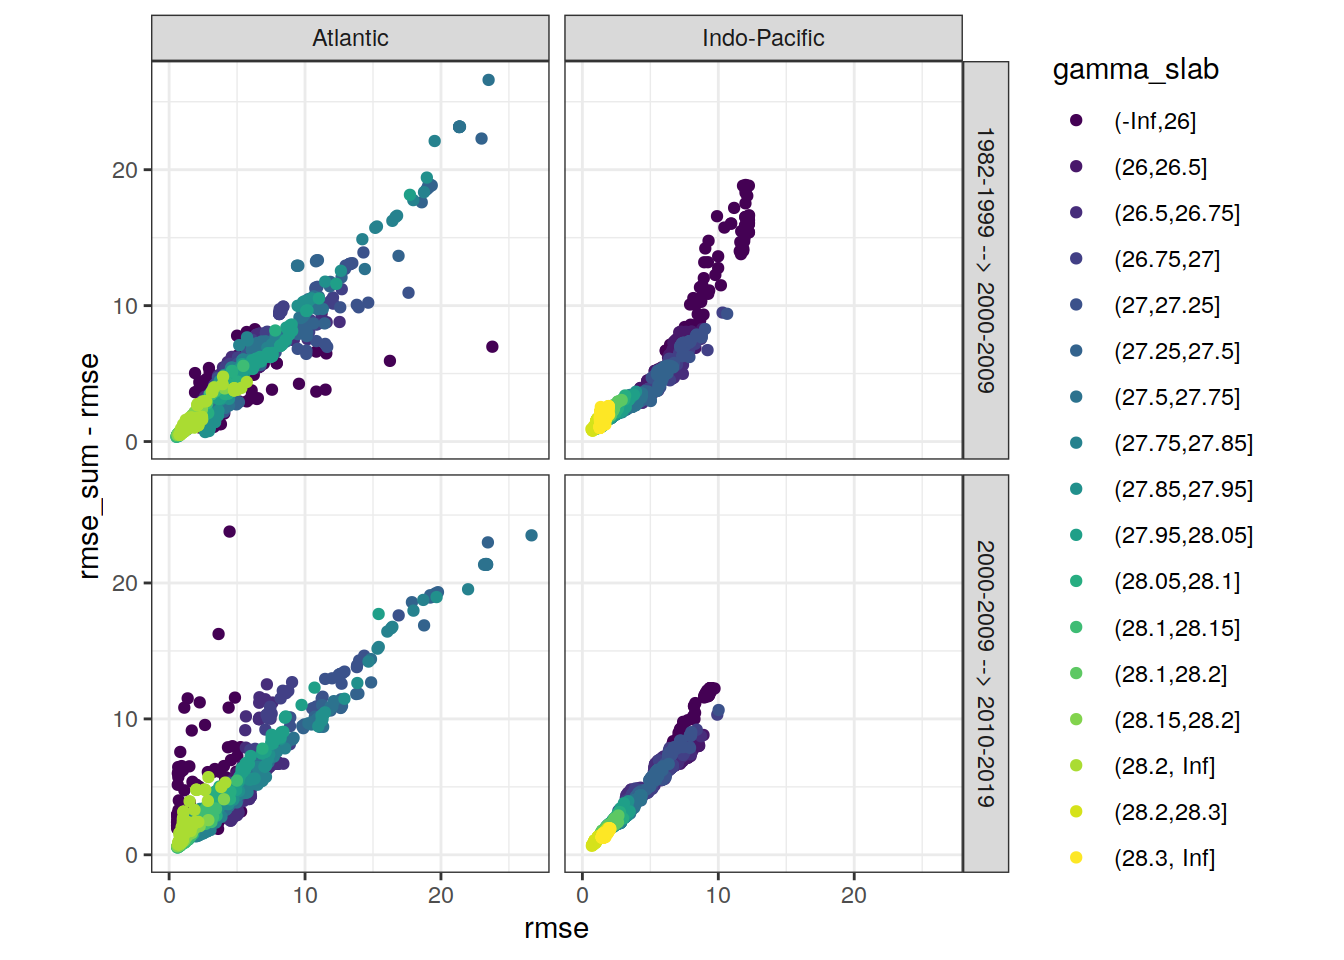 Atlantic
Indo-Pacific
20
10
0
1982-1999 --> 2000-2009
20
10
0
2000-2009 --> 2010-2019
0
10
20
0
10
20
rmse
rmse_sum - rmse
gamma_slab
(-Inf,26]
(26,26.5]
(26.5,26.75]
(26.75,27]
(27,27.25]
(27.25,27.5]
(27.5,27.75]
(27.75,27.85]
(27.85,27.95]
(27.95,28.05]
(28.05,28.1]
(28.1,28.15]
(28.1,28.2]
(28.15,28.2]
(28.2, Inf]
(28.2,28.3]
(28.3, Inf]